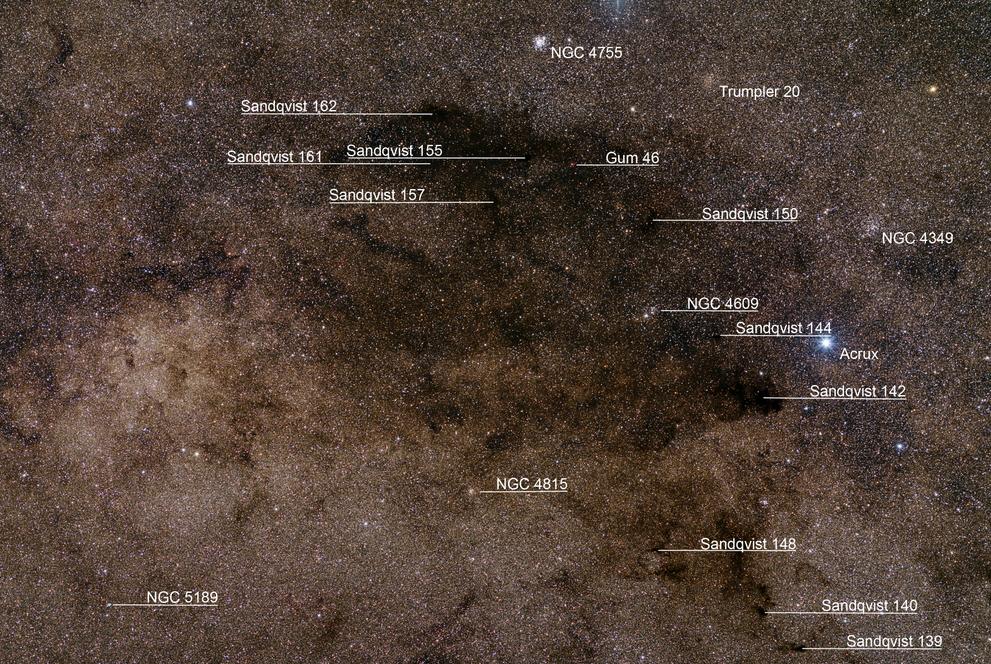 NGC 4755
Trumpler 20
Sandqvist 162
Sandqvist 155
Sandqvist 161
Gum 46
Sandqvist 157
Sandqvist 150
NGC 4349
NGC 4609
Sandqvist 144
Acrux
Sandqvist 142
NGC 4815
Sandqvist 148
NGC 5189
Sandqvist 140
Sandqvist 139